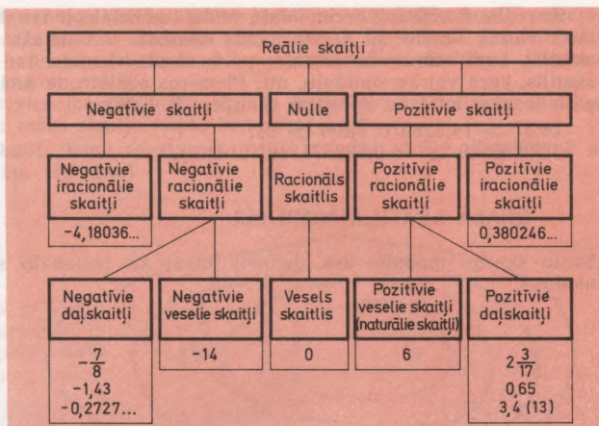 Reālie skaitļi
Negatīvie skaitļi
Nulle
Pozitīvie skaitļi
Negatīvie
iracionālie
skaitļi
Negatīvie
racionālie
skaitļi
Racionāls
skaitlis
Pozitīvie
racionālie
skaitļi
Pozitīvie
iracionālie
skaitļi
-4,18036...
0,380246...
Negatīvie
daļskaitļi
Negatīvie
veselie skaitļi
Vesels
skaitlis
Pozitīvie
veselie skaitļi
(naturālie skaitļi)
Pozitīvie
daļskaitļi
-7/8
-1,43
-0,2727...
-14
0
6
2 3/17
0,65
3,4 (13)